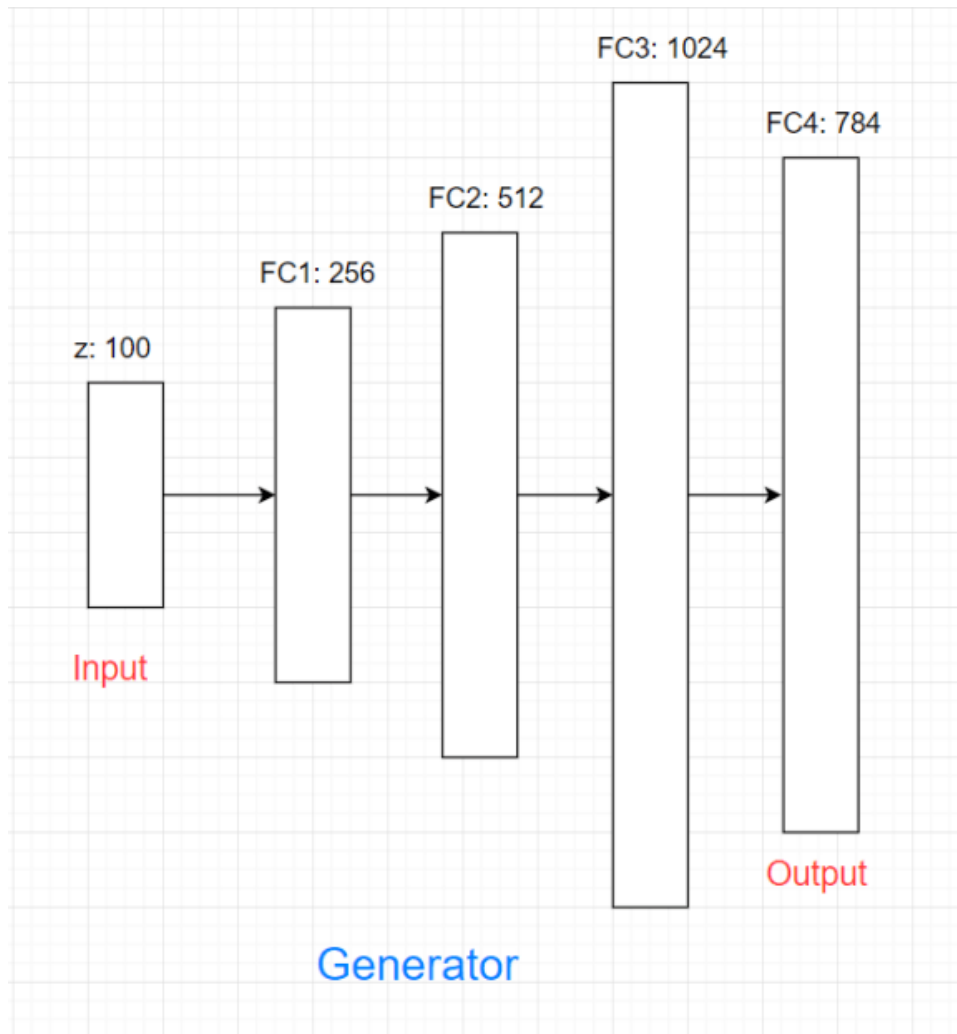 FC3: 1024
FC4: 784
FC2: 512
FC1: 256
z: 100
Input
Output
Generator